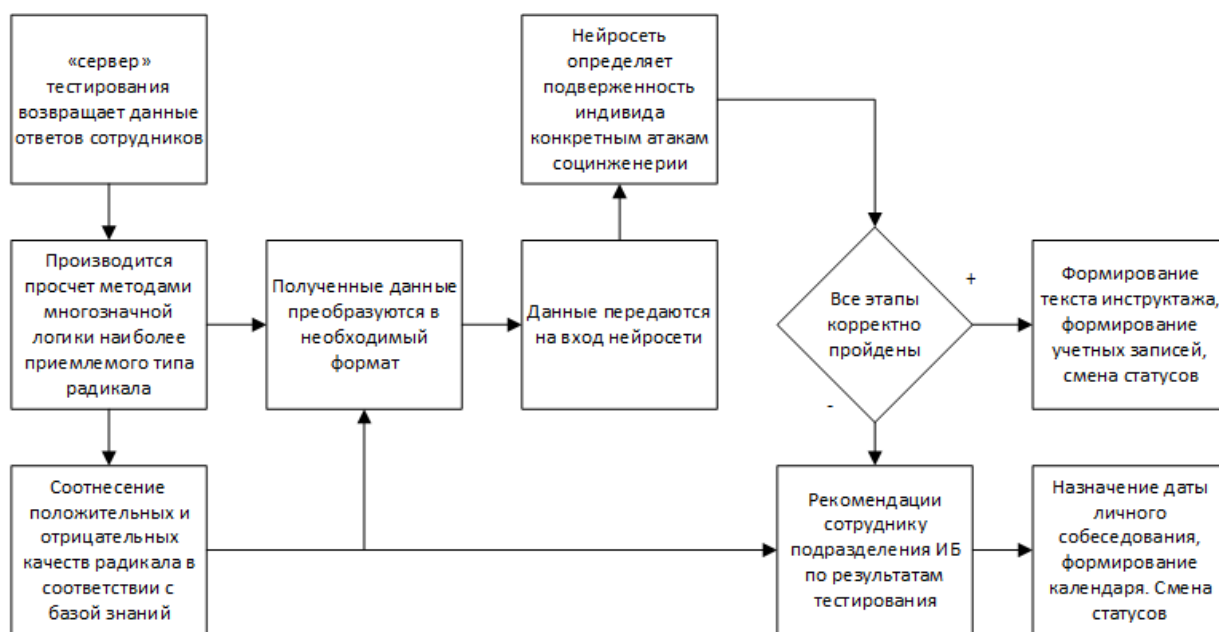 «сервер»
тестирования
возвращает данные
ответов сотрудников
Нейросеть
определяет
подверженность
индивида
конкретным атакам
социнженерии
Производится
просчет методами
многозначной
логики наиболее
приемлемого типа
радикала
Полученные данные
преобразуются в
необходимый
формат
Данные передаются
на вход нейросети
Все этапы
корректно
пройдены
+
-
Формирование
текста инструктажа,
формирование
учетных записей,
смена статусов
Соотнесение
положительных и
отрицательных
качеств радикала в
соответствии с
базой знаний
Рекомендации
сотруднику
подразделения ИБ
по результатам
тестирования
Назначение даты
личного
собеседования,
формирование
календаря. Смена
статусов